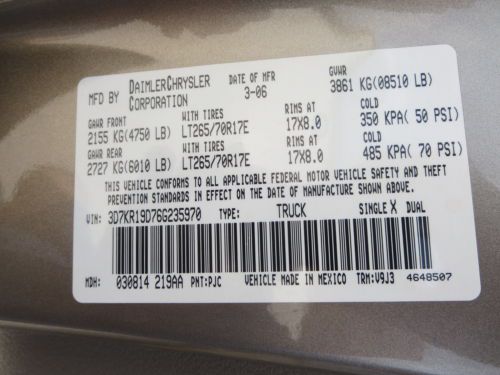 MFD BY DAIMLERCHRYSLER CORPORATION DATE OF MFR 3-06 GVWR 3861 KG(08510 LB)
GAWR FRONT WITH TIRES RIMS AT COLD
2155 KG(4750 LB) LT265/70R17E 17X8.0 350 KPA( 50 PSI)
GAWR REAR WITH TIRES RIMS AT COLD
2727 KG(6010 LB) LT265/70R17E 17X8.0 485 KPA( 70 PSI)
THIS VEHICLE CONFORMS TO ALL APPLICABLE FEDERAL MOTOR VEHICLE SAFETY AND THEFT
PREVENTION STANDARDS IN EFFECT ON THE DATE OF MANUFACTURE SHOWN ABOVE.
VIN: 3D7KR19D76G235970 TYPE: TRUCK SINGLE X DUAL
MDH: 030814 219AA PNT:PJC VEHICLE MADE IN MEXICO TRM:V9J3 4648507